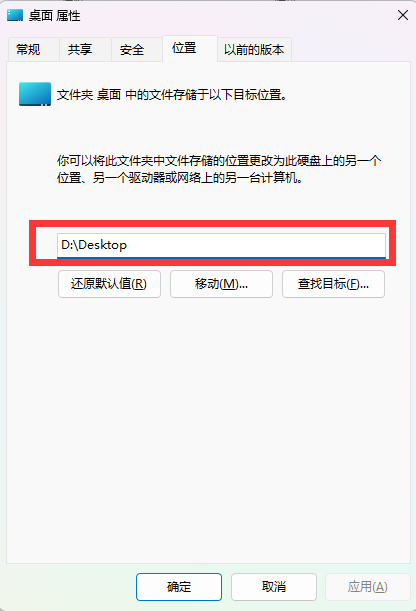 桌面 属性
常规 共享 安全 位置 以前的版本
文件夹 桌面 中的文件存储于以下目标位置。
你可以将此文件夹中文件存储的位置更改为此硬盘上的另一个
位置、另一个驱动器或网络上的另一台计算机。
D:\Desktop
还原默认值(R) 移动(M)... 查找目标(F)...
确定 取消 应用(A)